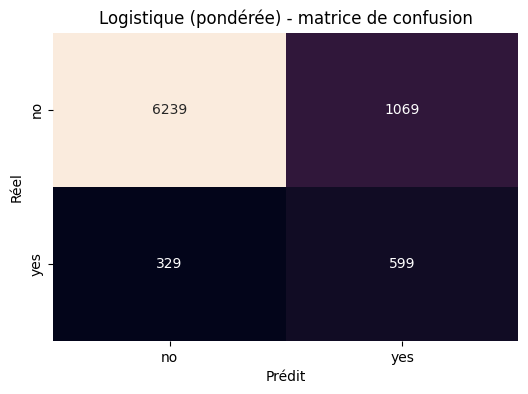 Logistique (pondérée) - matrice de confusion
Réel
no
6239
1069
yes
329
599
no
yes
Prédit